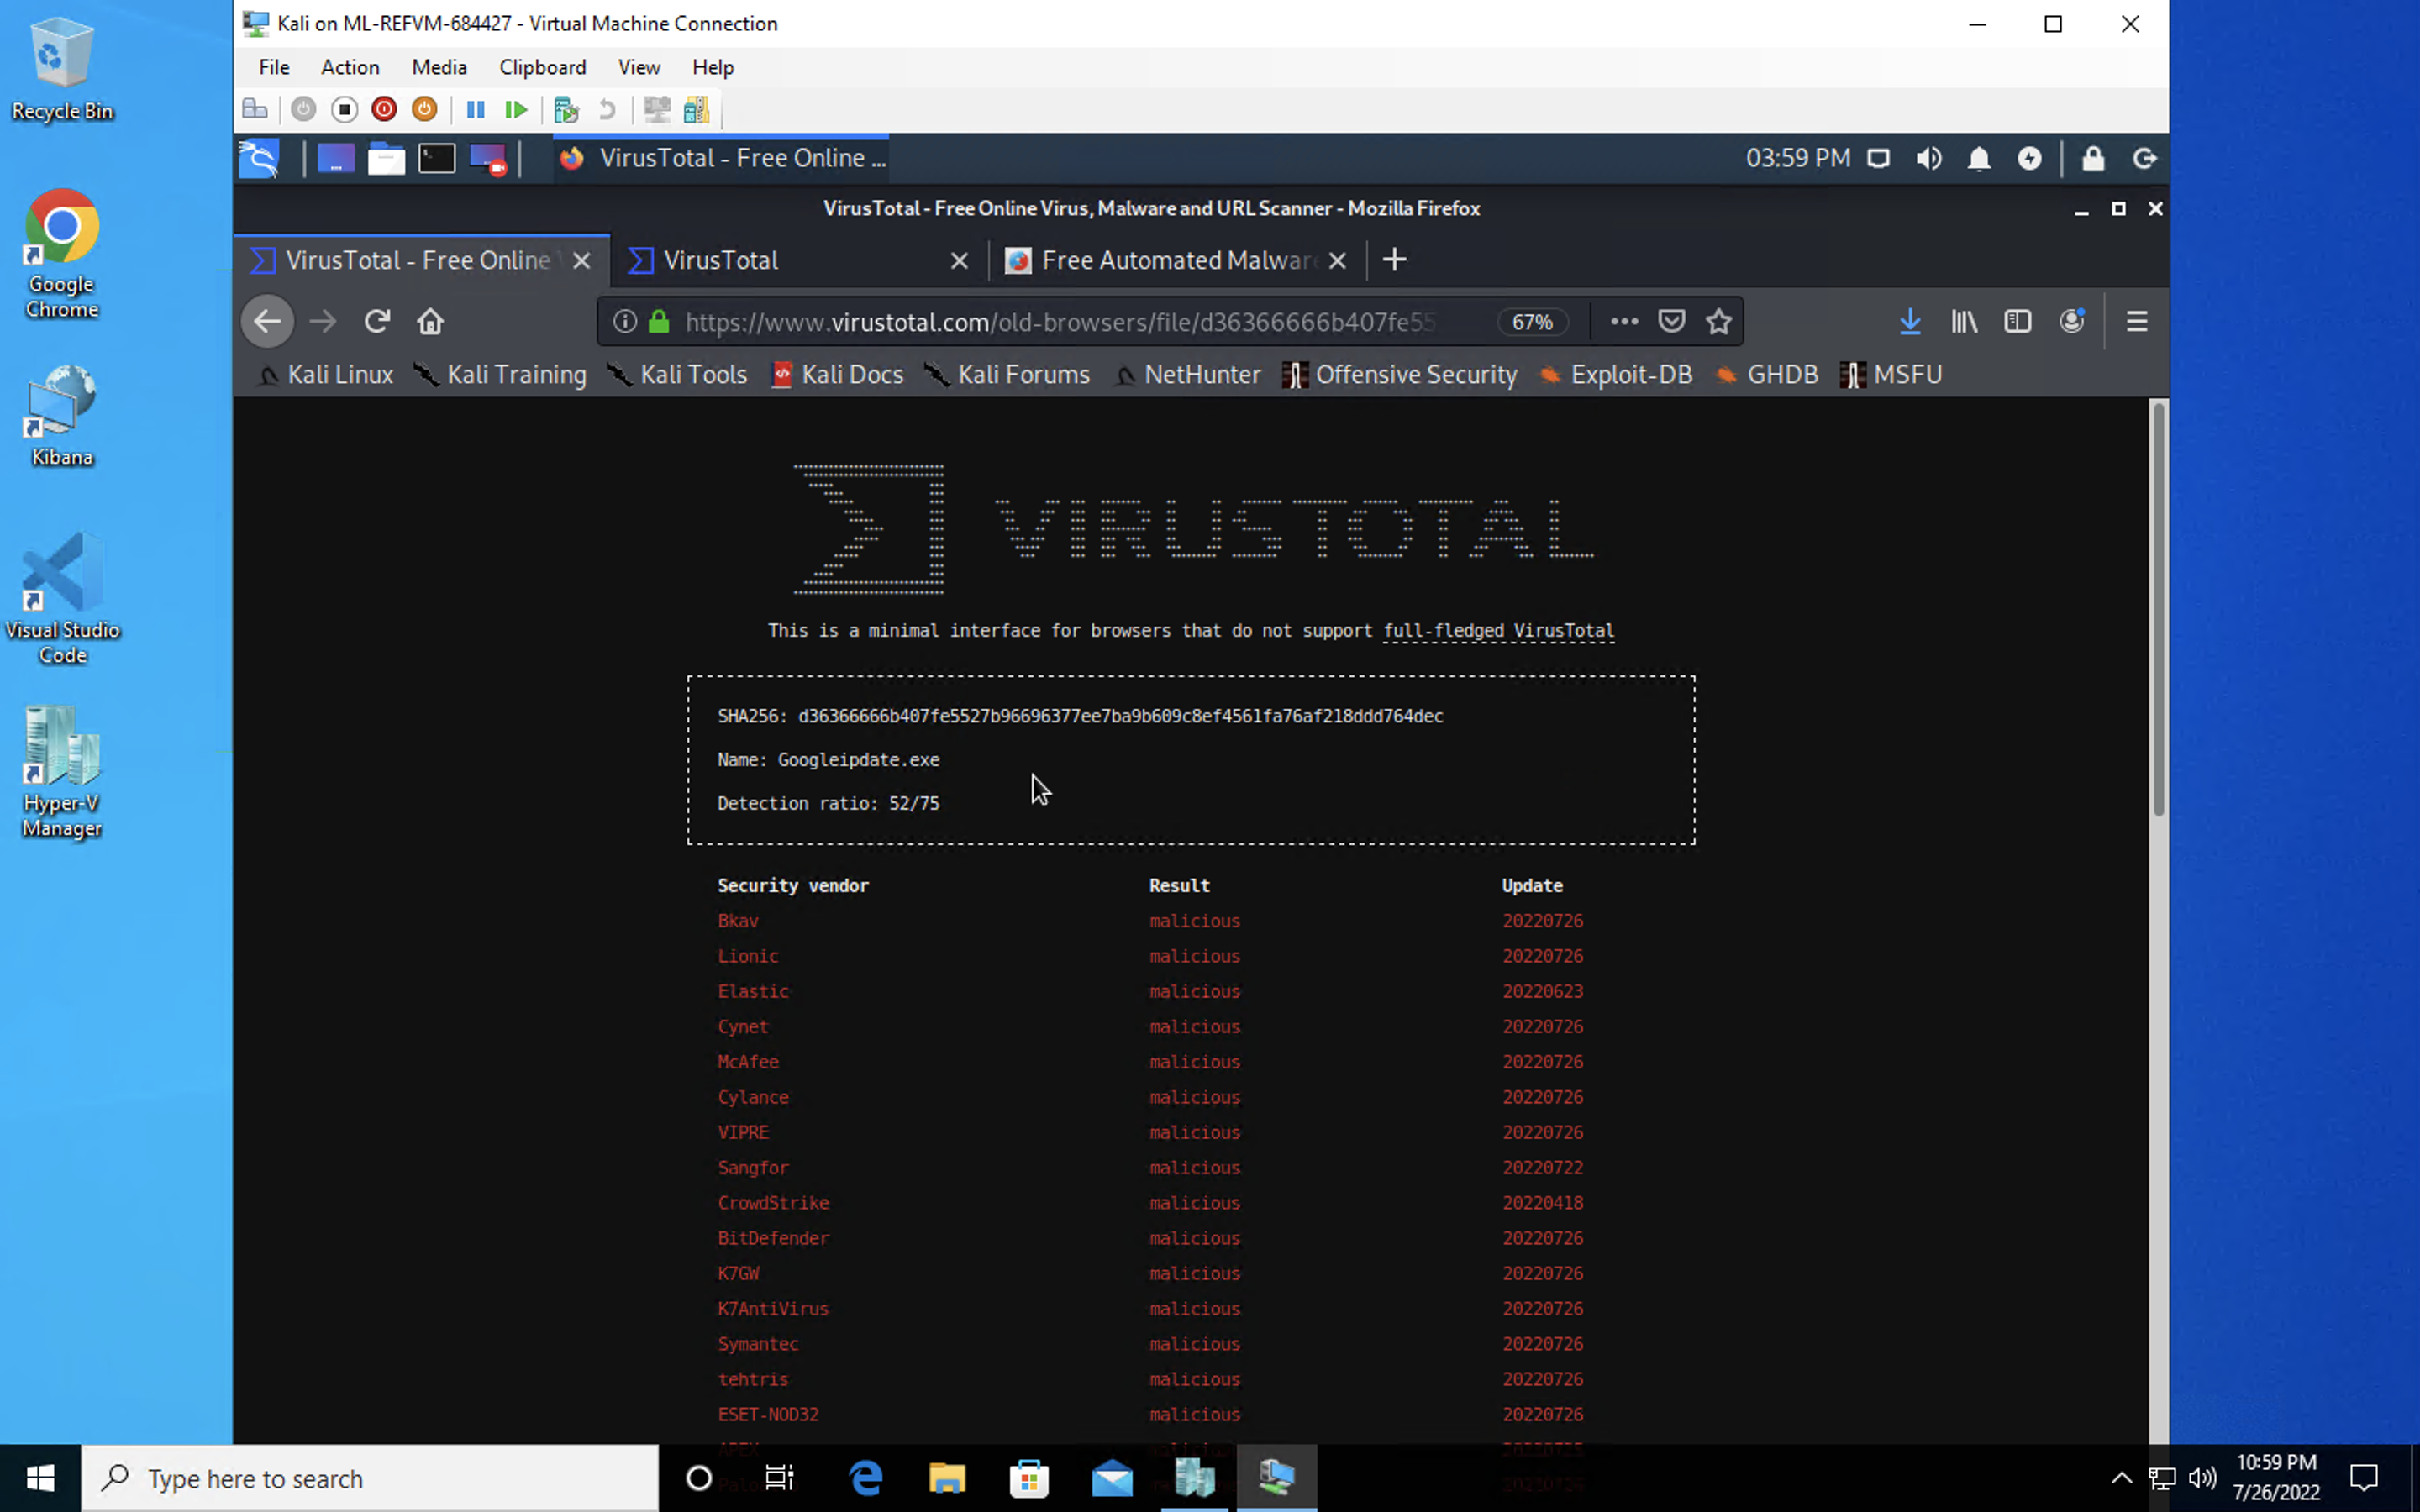 Kali on ML-REFVM-684427 - Virtual Machine Connection
File Action Media Clipboard View Help
Recycle Bin
Google Chrome
Kibana
Visual Studio Code
Hyper-V Manager
VirusTotal - Free Online ...
03:59 PM
VirusTotal - Free Online Virus, Malware and URL Scanner - Mozilla Firefox
VirusTotal - Free Online
VirusTotal
Free Automated Malwar
https://www.virustotal.com/old-browsers/file/d36366666b407fe55
67%
Kali Linux Kali Training Kali Tools Kali Docs Kali Forums NetHunter Offensive Security Exploit-DB GHDB MSFU
VIRUSTOTAL
This is a minimal interface for browsers that do not support full-fledged VirusTotal
SHA256: d36366666b407fe5527b96696377ee7ba9b609c8ef4561fa76af218ddd764dec
Name: Googleipdate.exe
Detection ratio: 52/75
Security vendor Result Update
Bkav malicious 20220726
Lionic malicious 20220726
Elastic malicious 20220623
Cynet malicious 20220726
McAfee malicious 20220726
Cylance malicious 20220726
VIPRE malicious 20220726
Sangfor malicious 20220722
CrowdStrike malicious 20220418
BitDefender malicious 20220726
K7GW malicious 20220726
K7AntiVirus malicious 20220726
Symantec malicious 20220726
tehtris malicious 20220726
ESET-NOD32 malicious 20220726
Type here to search
10:59 PM
7/26/2022